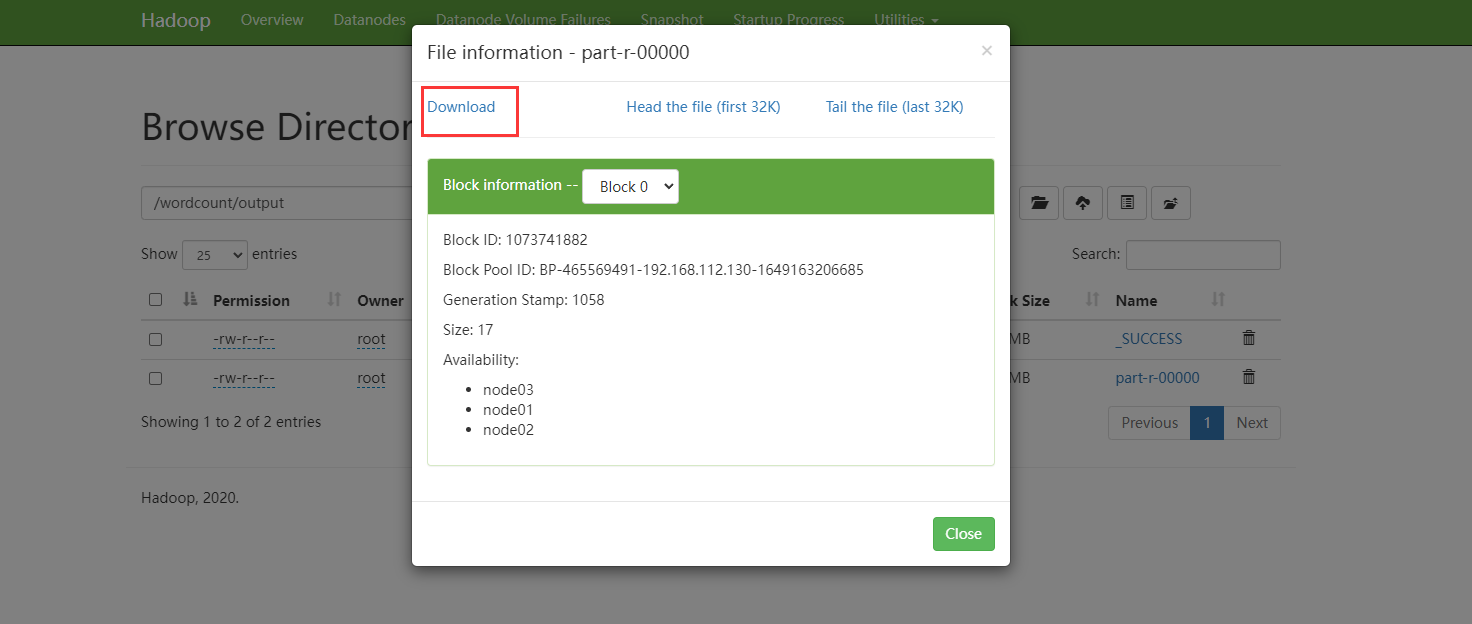 Hadoop Overview Datanodes Datanode Volume Failures Snapshot Startup Progress Utilities
File information - part-r-00000 ×
Download Head the file (first 32K) Tail the file (last 32K)
Browse Director
Block information -- Block 0
/wordcount/output
Block ID: 1073741882
Show 25 entries Search:
Block Pool ID: BP-465569491-192.168.112.130-1649163206685
Permission Owner k Size Name
Generation Stamp: 1058
Size: 17
-rw-r--r-- root MB _SUCCESS
Availability:
-rw-r--r-- root MB part-r-00000
• node03
• node01
• node02
Showing 1 to 2 of 2 entries Previous 1 Next
Hadoop, 2020.
Close